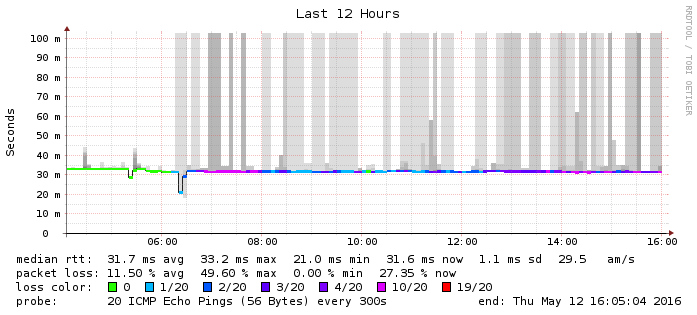 Last 12 Hours
RRDTOOL / TOBI OETIKER
Seconds
100 m
90 m
80 m
70 m
60 m
50 m
40 m
30 m
20 m
10 m
0
06:00 08:00 10:00 12:00 14:00 16:00
median rtt: 31.7 ms avg 33.2 ms max 21.0 ms min 31.6 ms now 1.1 ms sd 29.5 am/s
packet loss: 11.50 % avg 49.60 % max 0.00 % min 27.35 % now
loss color: 0 1/20 2/20 3/20 4/20 10/20 19/20
probe: 20 ICMP Echo Pings (56 Bytes) every 300s end: Thu May 12 16:05:04 2016